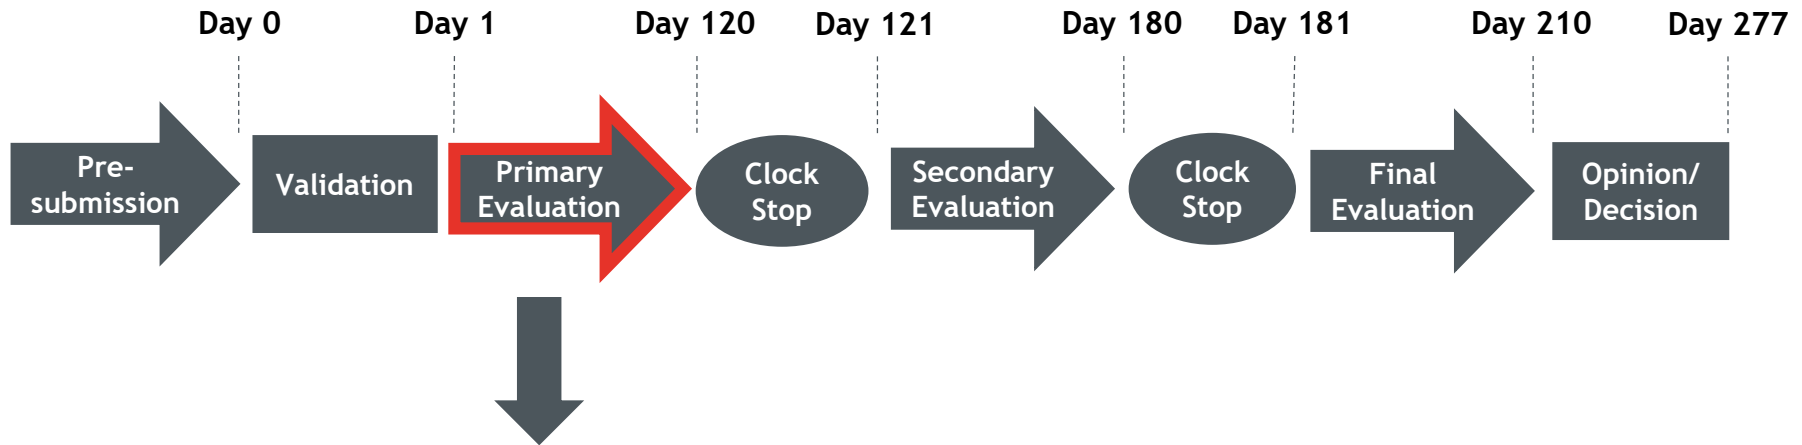 Day 0
Day 1
Day 120
Day 121
Day 180
Day 181
Day 210
Day 277
Pre-
submission
Validation
Primary
Evaluation
Clock
Stop
Secondary
Evaluation
Clock
Stop
Final
Evaluation
Opinion/
Decision